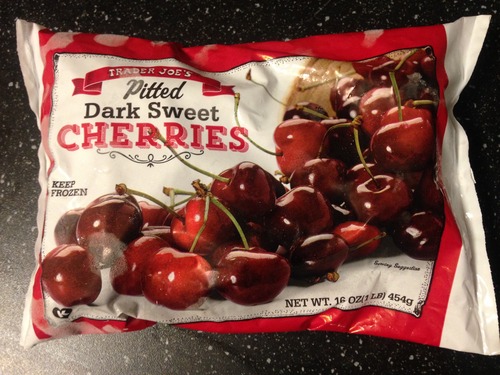 TRADER JOE'S
Pitted
Dark Sweet
CHERRIES
KEEP
FROZEN
Serving Suggestion
NET WT. 16 OZ (1 LB) 454g